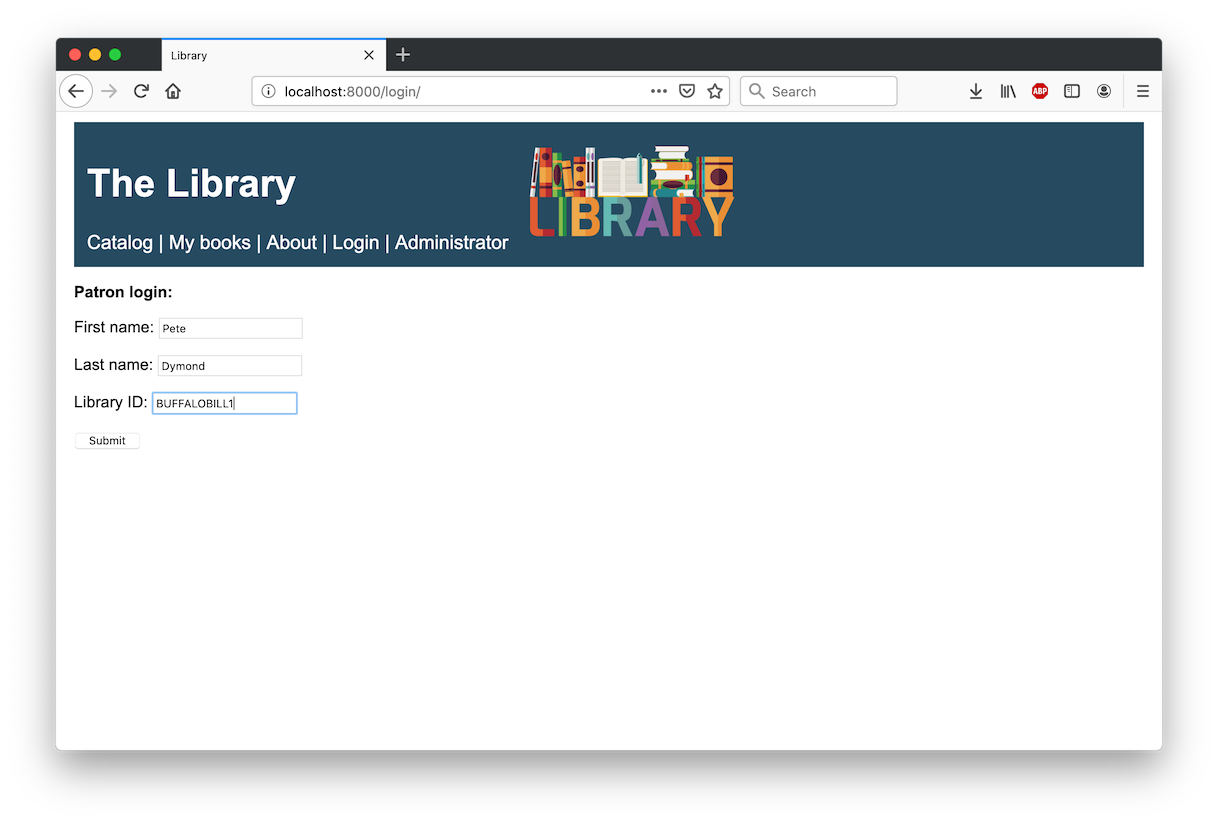 Library
localhost:8000/login/
Search
ABP
The Library
LIBRARY
Catalog | My books | About | Login | Administrator
Patron login:
First name: Pete
Last name: Dymond
Library ID: BUFFALOBILL1
Submit